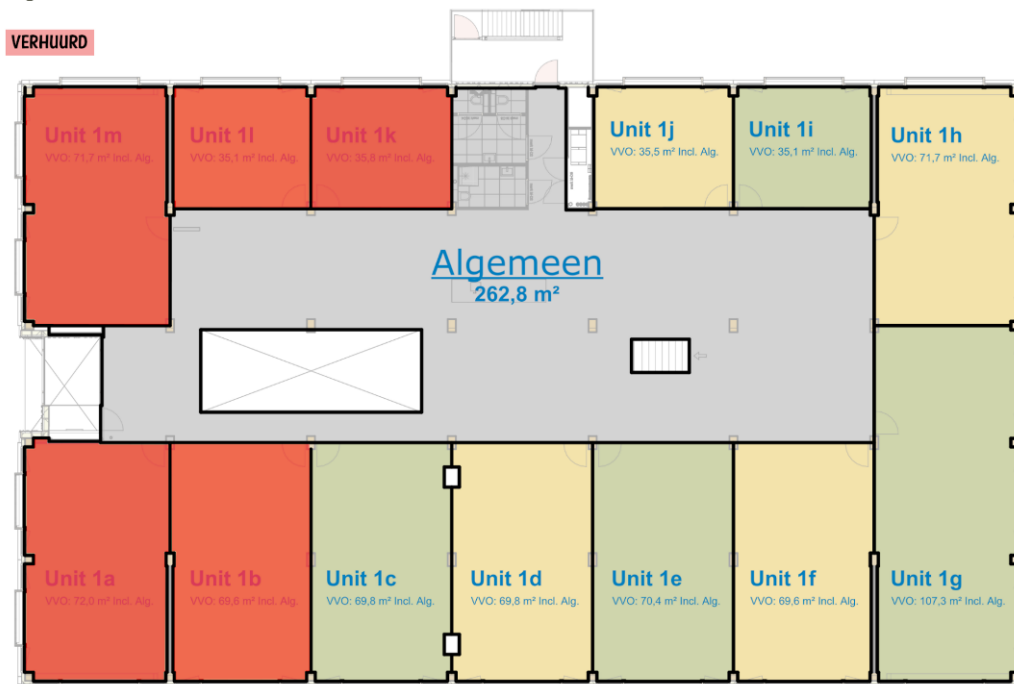 VERHUURD
Unit 1m
VVO: 71,7 m² Incl. Alg.
Unit 1l
VVO: 35,1 m² Incl. Alg.
Unit 1k
VVO: 35,8 m² Incl. Alg.
Unit 1j
VVO: 35,5 m² Incl. Alg.
Unit 1i
VVO: 35,1 m² Incl. Alg.
Unit 1h
VVO: 71,7 m² Incl. Alg.
Algemeen
262,8 m²
Unit 1a
VVO: 72,0 m² Incl. Alg.
Unit 1b
VVO: 69,6 m² Incl. Alg.
Unit 1c
VVO: 69,8 m² Incl. Alg.
Unit 1d
VVO: 69,8 m² Incl. Alg.
Unit 1e
VVO: 70,4 m² Incl. Alg.
Unit 1f
VVO: 69,6 m² Incl. Alg.
Unit 1g
VVO: 107,3 m² Incl. Alg.